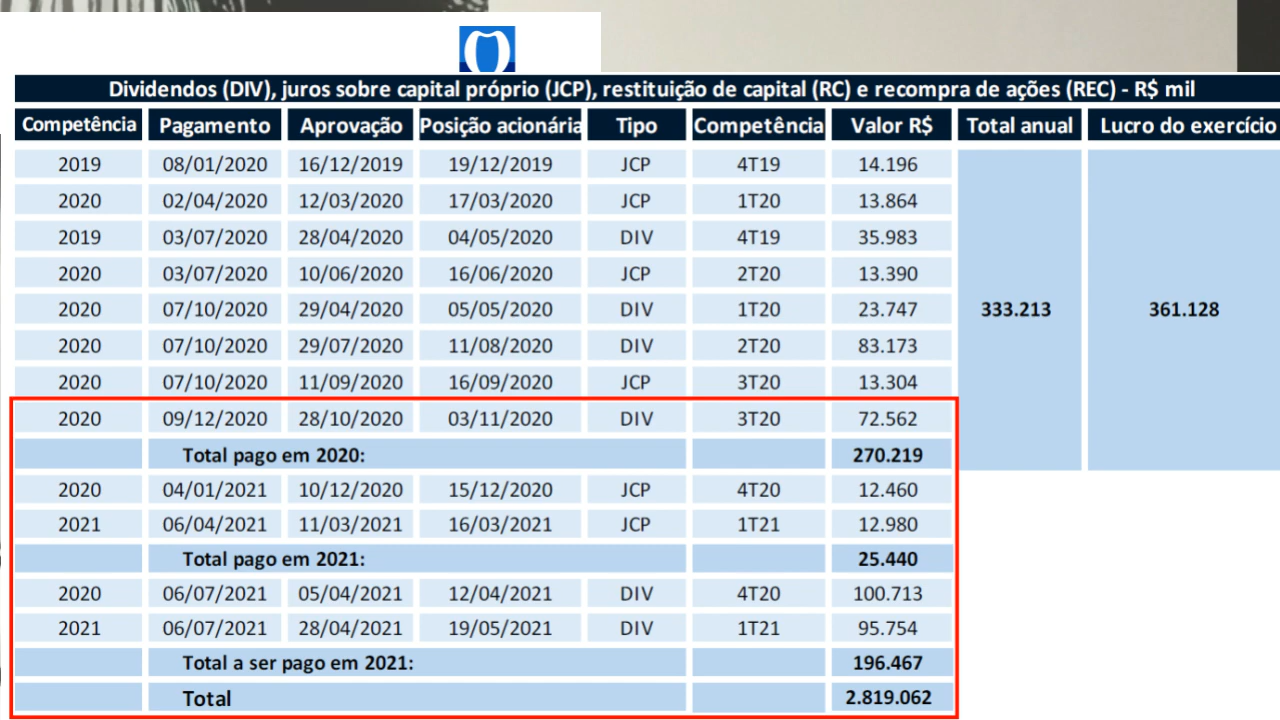 Dividendos (DIV), juros sobre capital próprio (JCP), restituição de capital (RC) e recompra de ações (REC) - R$ mil
Competência Pagamento Aprovação Posição acionária Tipo Competência Valor R$ Total anual Lucro do exercício
2019 08/01/2020 16/12/2019 19/12/2019 JCP 4T19 14.196
2020 02/04/2020 12/03/2020 17/03/2020 JCP 1T20 13.864
2019 03/07/2020 28/04/2020 04/05/2020 DIV 4T19 35.983
2020 03/07/2020 10/06/2020 16/06/2020 JCP 2T20 13.390
2020 07/10/2020 29/04/2020 05/05/2020 DIV 1T20 23.747 333.213 361.128
2020 07/10/2020 29/07/2020 11/08/2020 DIV 2T20 83.173
2020 07/10/2020 11/09/2020 16/09/2020 JCP 3T20 13.304
2020 09/12/2020 28/10/2020 03/11/2020 DIV 3T20 72.562
Total pago em 2020: 270.219
2020 04/01/2021 10/12/2020 15/12/2020 JCP 4T20 12.460
2021 06/04/2021 11/03/2021 16/03/2021 JCP 1T21 12.980
Total pago em 2021: 25.440
2020 06/07/2021 05/04/2021 12/04/2021 DIV 4T20 100.713
2021 06/07/2021 28/04/2021 19/05/2021 DIV 1T21 95.754
Total a ser pago em 2021: 196.467
Total 2.819.062